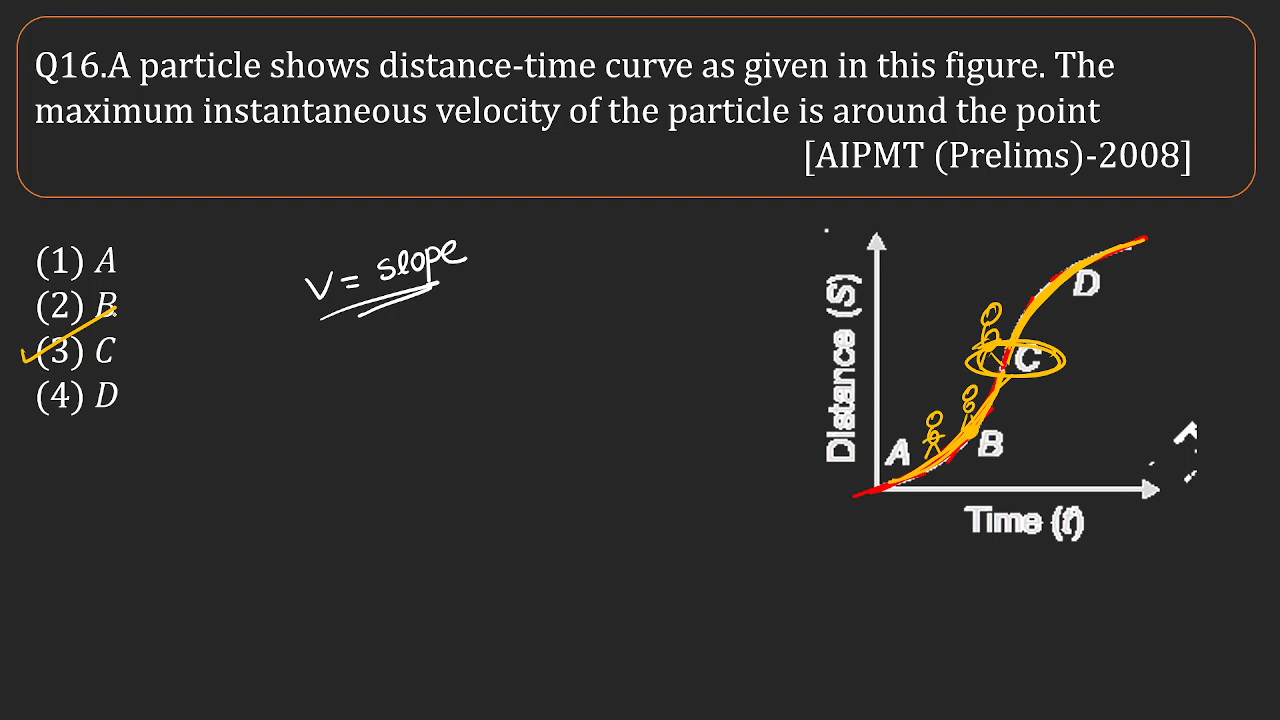 Q16.A particle shows distance-time curve as given in this figure. The
maximum instantaneous velocity of the particle is around the point
[AIPMT (Prelims)-2008]
(1) A
(2) B
(3) C
(4) D
v = slope
Distance (S)
D
C
B
A
Time (t)